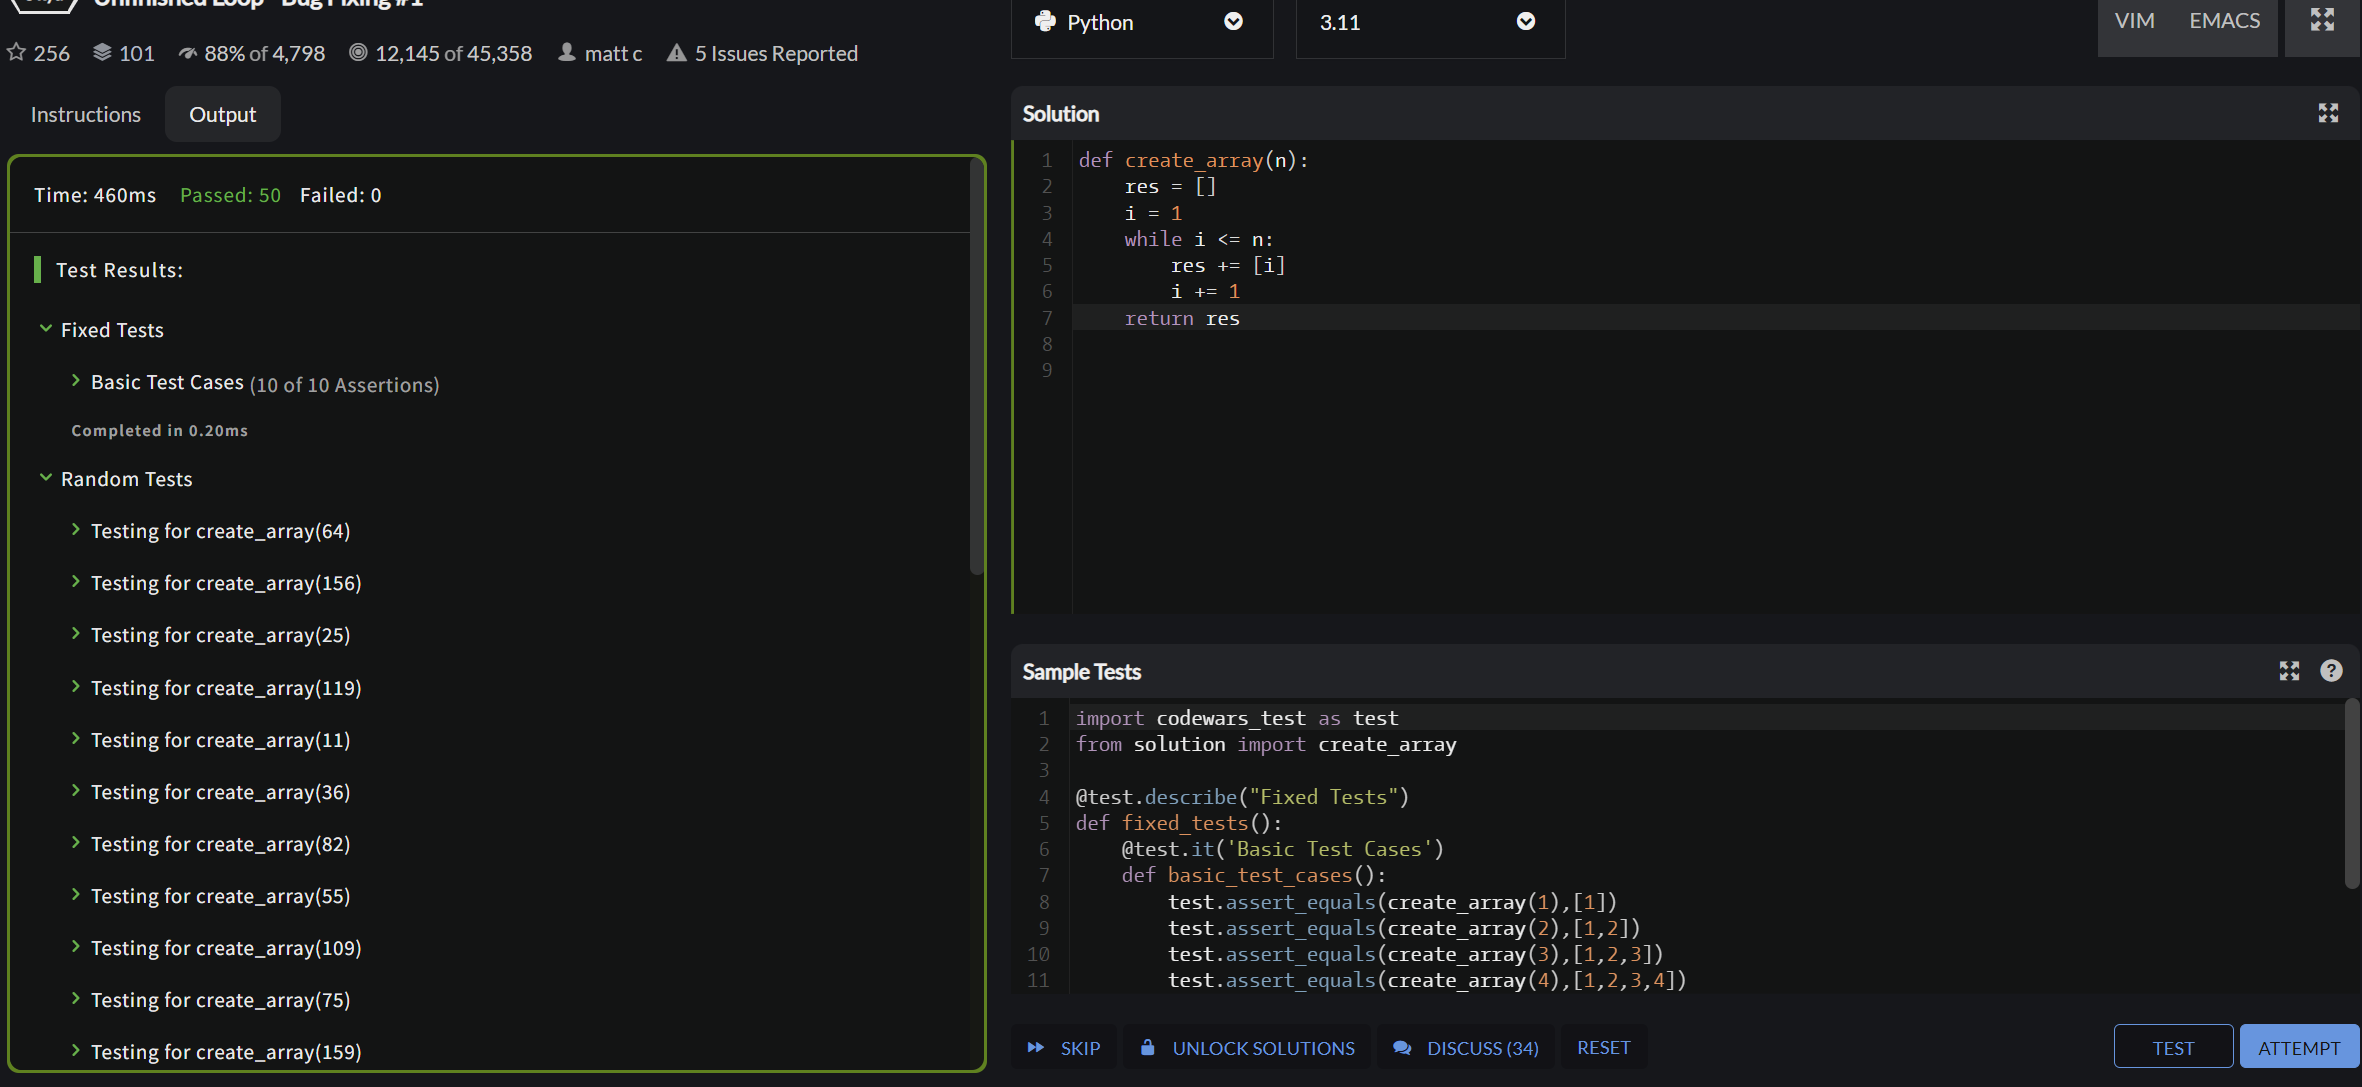 Unfinished Loop - Bug Fixing #1
256 101 88% of 4,798 12,145 of 45,358 matt c 5 Issues Reported
Instructions Output
Time: 460ms Passed: 50 Failed: 0
Test Results:
Fixed Tests
Basic Test Cases (10 of 10 Assertions)
Completed in 0.20ms
Random Tests
Testing for create_array(64)
Testing for create_array(156)
Testing for create_array(25)
Testing for create_array(119)
Testing for create_array(11)
Testing for create_array(36)
Testing for create_array(82)
Testing for create_array(55)
Testing for create_array(109)
Testing for create_array(75)
Testing for create_array(159)
Python 3.11 VIM EMACS
Solution
1 def create_array(n):
2     res = []
3     i = 1
4     while i <= n:
5         res += [i]
6         i += 1
7     return res
8
9
Sample Tests
1 import codewars_test as test
2 from solution import create_array
3
4 @test.describe("Fixed Tests")
5 def fixed_tests():
6     @test.it('Basic Test Cases')
7     def basic_test_cases():
8         test.assert_equals(create_array(1),[1])
9         test.assert_equals(create_array(2),[1,2])
10         test.assert_equals(create_array(3),[1,2,3])
11         test.assert_equals(create_array(4),[1,2,3,4])
SKIP UNLOCK SOLUTIONS DISCUSS (34) RESET TEST ATTEMPT